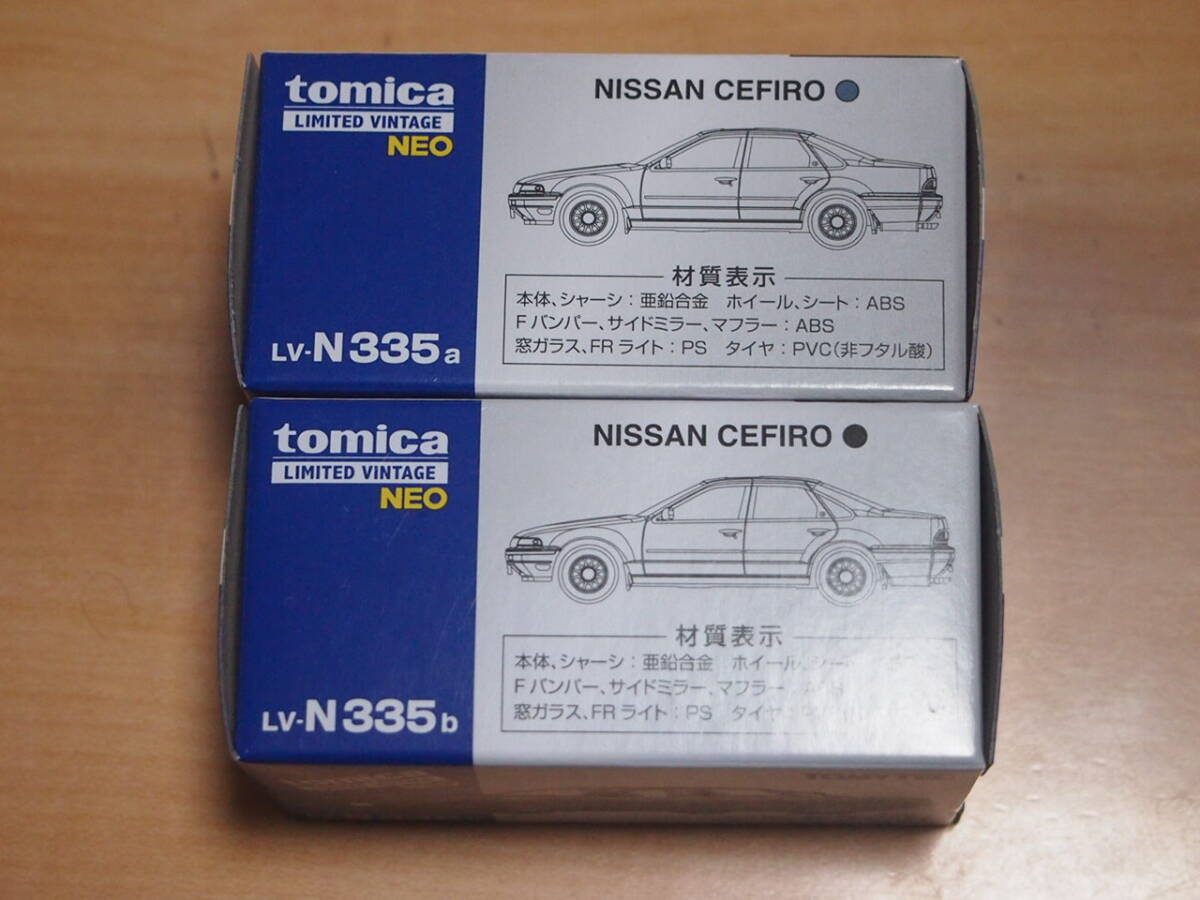 tomica
LIMITED VINTAGE
NEO
LV-N335a
NISSAN CEFIRO
材質表示
本体、シャーシ：亜鉛合金　ホイール、シート：ABS
Fバンパー、サイドミラー、マフラー：ABS
窓ガラス、FRライト：PS　タイヤ：PVC（非フタル酸）
tomica
LIMITED VINTAGE
NEO
LV-N335b
NISSAN CEFIRO
材質表示
本体、シャーシ：亜鉛合金　ホイール、シート
Fバンパー、サイドミラー、マフラー
窓ガラス、FRライト：PS　タイヤ